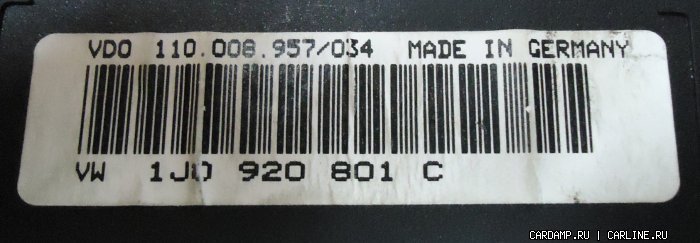 VDO 110.008.957/034 MADE IN GERMANY
VW 1J0 920 801 C
CARDAMP.RU | CARLINE.RU